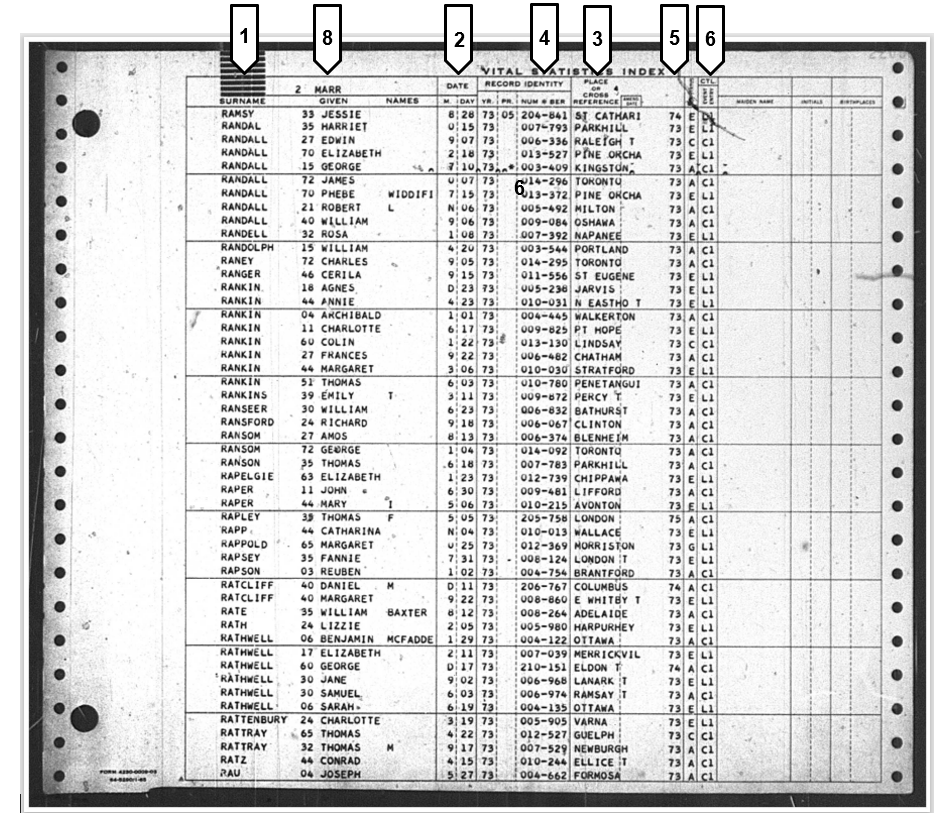 1 8 2 4 3 5 6
VITAL STATISTICS INDEX
2 MARR DATE RECORD IDENTITY PLACE OR CROSS REFERENCE CTL
SURNAME GIVEN NAMES M. DAY YR. PR. NUMBER MAIDEN NAME INITIALS BIRTHPLACES
RAMSY 33 JESSIE 8 28 73 05 204-841 ST CATHARI 74 E
RANDAL 35 HARRIET 0 15 73 007-793 PARKHILL 73 E L1
RANDALL 27 EDWIN 9 07 73 006-336 RALEIGH T 73 C C1
RANDALL 70 ELIZABETH 2 18 73 013-527 PINE ORCHA 73 E L1
RANDALL 15 GEORGE 7 10 73 003-409 KINGSTON 73 A C1
RANDALL 72 JAMES 0 07 73 6 014-296 TORONTO 73 A C1
RANDALL 70 PHEBE WIDDIFI 7 15 73 013-372 PINE ORCHA 73 E L1
RANDALL 21 ROBERT L N 06 73 005-492 MILTON 73 A C1
RANDALL 40 WILLIAM 9 06 73 009-084 OSHAWA 73 A C1
RANDELL 32 ROSA 1 08 73 007-392 NAPANEE 73 E L1
RANDOLPH 15 WILLIAM 4 20 73 003-544 PORTLAND 73 A C1
RANEY 72 CHARLES 9 05 73 014-295 TORONTO 73 A C1
RANGER 46 CERILA 9 15 73 011-556 ST EUGENE 73 E L1
RANKIN 18 AGNES D 23 73 005-238 JARVIS 73 E L1
RANKIN 44 ANNIE 4 23 73 010-031 N EASTHO T 73 E L1
RANKIN 04 ARCHIBALD 1 01 73 004-445 WALKERTON 73 A C1
RANKIN 11 CHARLOTTE 6 17 73 009-825 PT HOPE 73 E L1
RANKIN 60 COLIN 1 22 73 013-130 LINDSAY 73 C C1
RANKIN 27 FRANCES 9 22 73 006-482 CHATHAM 73 A C1
RANKIN 44 MARGARET 3 06 73 010-030 STRATFORD 73 E L1
RANKIN 51 THOMAS 6 03 73 010-780 PENETANGUI 73 A C1
RANKINS 39 EMILY T 3 11 73 009-872 PERCY T 73 E L1
RANSEER 30 WILLIAM 6 23 73 006-832 BATHURST 73 A C1
RANSFORD 24 RICHARD 9 18 73 006-067 CLINTON 73 A C1
RANSOM 27 AMOS 8 13 73 006-374 BLENHEIM 73 A C1
RANSOM 72 GEORGE 1 04 73 014-092 TORONTO 73 A C1
RANSON 35 THOMAS 6 18 73 007-783 PARKHILL 73 A C1
RAPELGIE 63 ELIZABETH 1 23 73 012-739 CHIPPAWA 73 E L1
RAPER 11 JOHN 6 30 73 009-481 LIFFORD 73 A C1
RAPER 44 MARY I 5 06 73 010-215 AVONTON 73 E L1
RAPLEY 35 THOMAS F 5 05 73 205-758 LONDON 75 A C1
RAPP 44 CATHARINA N 04 73 010-013 WALLACE 73 E L1
RAPPOLD 65 MARGARET 0 25 73 012-369 MORRISTON 73 G L1
RAPSEY 35 FANNIE 7 31 73 008-124 LONDON T 73 E L1
RAPSON 03 REUBEN 1 02 73 004-754 BRANTFORD 73 A C1
RATCLIFF 40 DANIEL M D 11 73 206-767 COLUMBUS 74 A C1
RATCLIFF 40 MARGARET 9 22 73 008-860 E WHITBY T 73 E L1
RATE 35 WILLIAM BAXTER 8 12 73 008-264 ADELAIDE 73 A C1
RATH 24 LIZZIE 2 05 73 005-980 HARPURHEY 73 E L1
RATHWELL 06 BENJAMIN MCFADDE 1 29 73 004-122 OTTAWA 73 A C1
RATHWELL 17 ELIZABETH 2 11 73 007-039 MERRICKVIL 73 E L1
RATHWELL 60 GEORGE D 17 73 210-151 ELDON T 74 A C1
RATHWELL 30 JANE 9 02 73 006-968 LANARK T 73 E L1
RATHWELL 30 SAMUEL 6 03 73 006-974 RAMSAY T 73 A C1
RATHWELL 06 SARAH 6 19 73 004-135 OTTAWA 73 E L1
RATTENBURY 24 CHARLOTTE 3 19 73 005-905 VARNA 73 E L1
RATTRAY 65 THOMAS 4 22 73 012-527 GUELPH 73 C C1
RATTRAY 32 THOMAS M 9 17 73 007-529 NEWBURGH 73 A C1
RATZ 44 CONRAD 4 15 73 010-244 ELLICE T 73 A C1
RAU 04 JOSEPH 5 27 73 004-662 FORMOSA 73 A C1